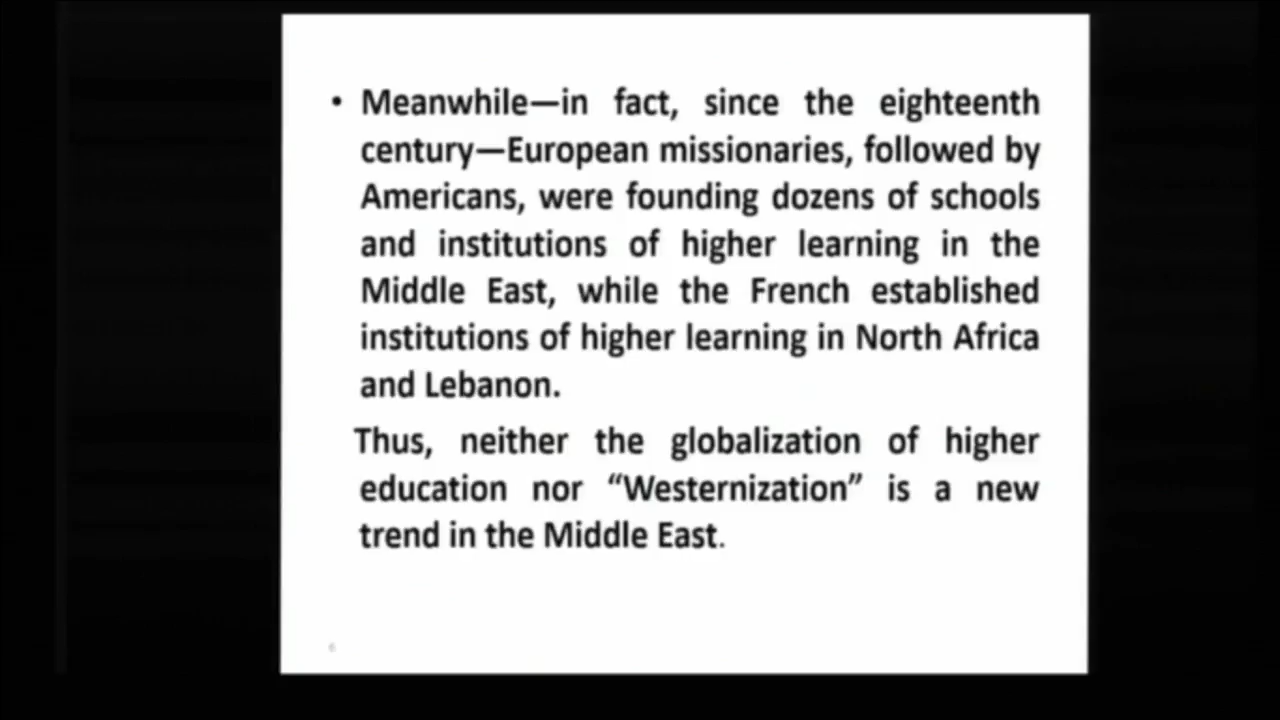 • Meanwhile—in fact, since the eighteenth
century—European missionaries, followed by
Americans, were founding dozens of schools
and institutions of higher learning in the
Middle East, while the French established
institutions of higher learning in North Africa
and Lebanon.
Thus, neither the globalization of higher
education nor “Westernization” is a new
trend in the Middle East.
6